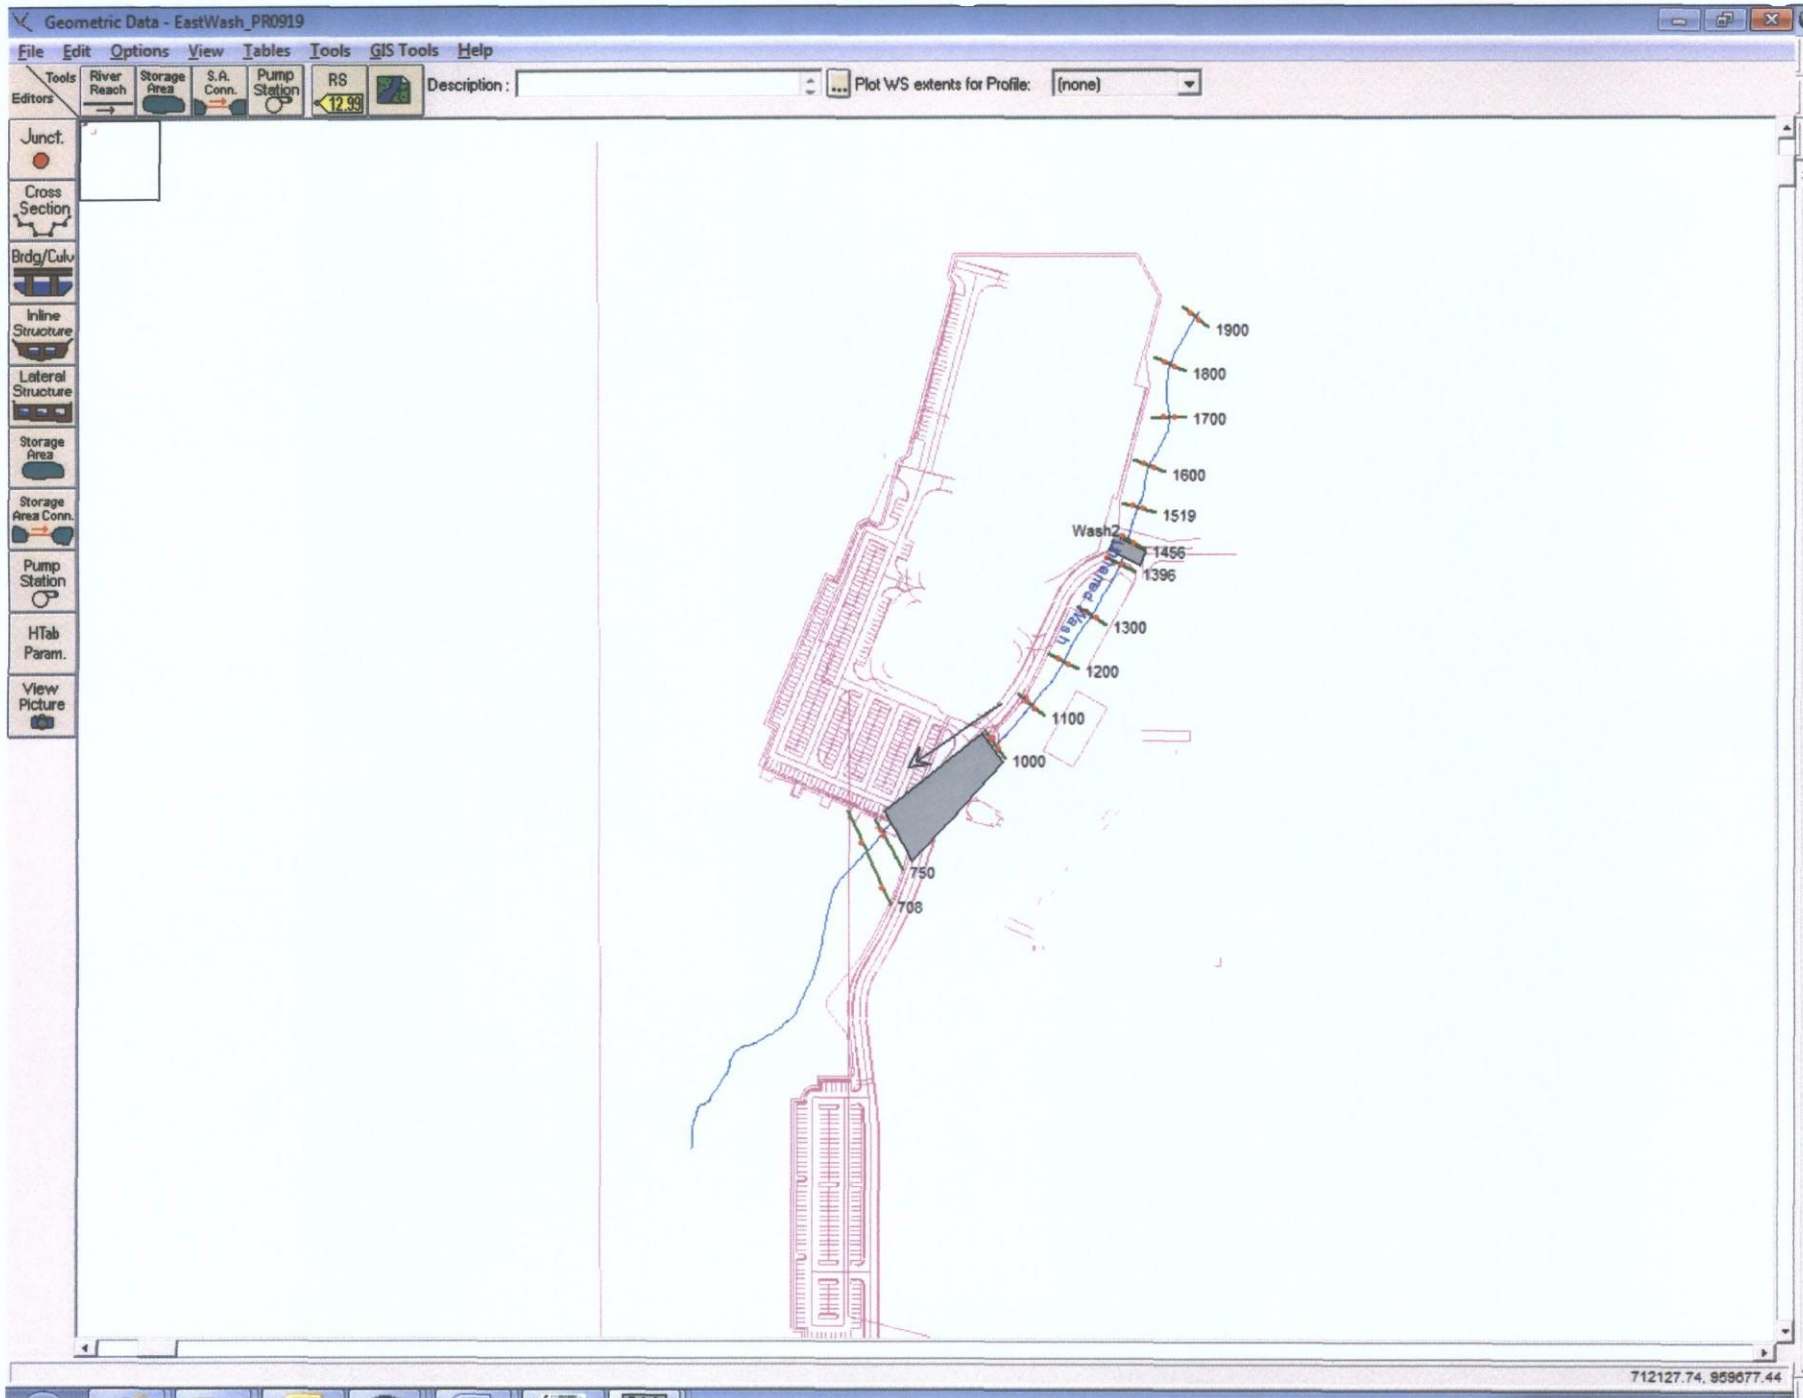 Geometric Data - EastWash_PR0919
File Edit Options View Tables Tools GIS Tools Help
Tools
Editors
River Reach
Storage Area
S.A. Conn.
Pump Station
RS
12.99
Description :
... Plot WS extents for Profile: (none)
Junct.
Cross Section
Brdg/Culv
Inline Structure
Lateral Structure
Storage Area
Storage Area Conn.
Pump Station
HTab Param.
View Picture
1900
1800
1700
1600
1519
Wash2
1456
1396
Wash
1300
1200
1100
1000
750
708
712127.74, 959677.44